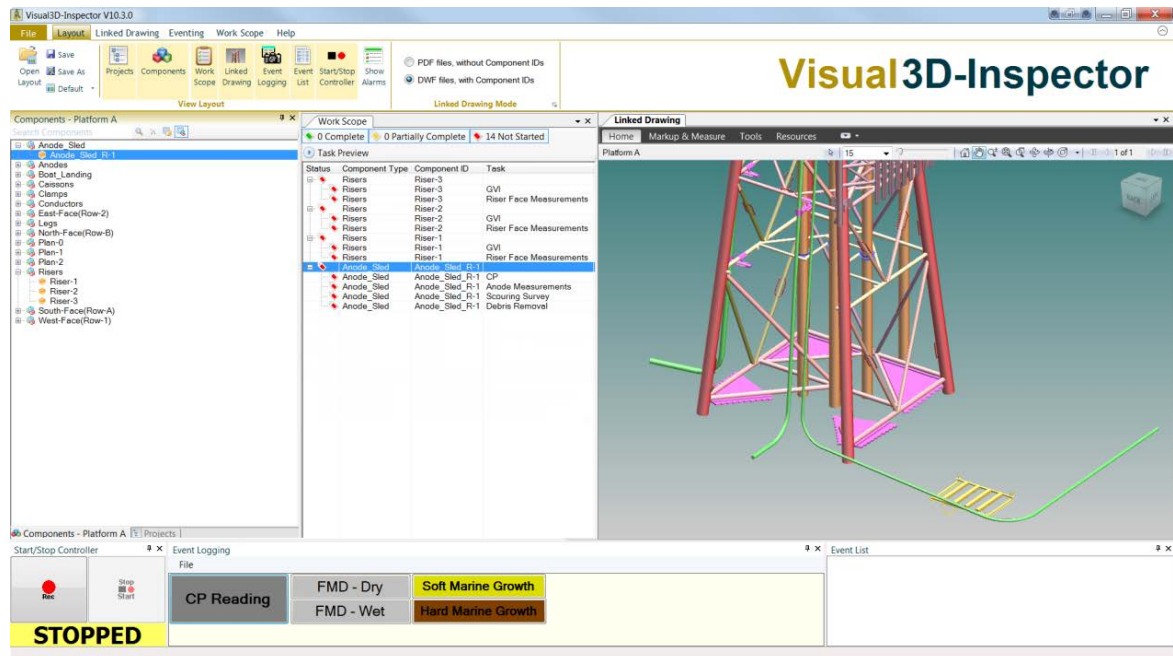 Visual3D-Inspector V10.3.0
File Layout Linked Drawing Eventing Work Scope Help
Open Layout
Save
Save As
Default
Projects
Components
Work Scope
Linked Drawing
Event Logging
Event List
Start/Stop Controller
Show Alarms
View Layout
PDF files, without Component IDs
DWF files, with Component IDs
Linked Drawing Mode
Visual3D-Inspector
Components - Platform A
Search Components
Anode_Sled
Anode_Sled_R-1
Anodes
Boat_Landing
Caissons
Clamps
Conductors
East-Face(Row-2)
Legs
North-Face(Row-B)
Plan-0
Plan-1
Plan-2
Risers
Riser-1
Riser-2
Riser-3
South-Face(Row-A)
West-Face(Row-1)
Components - Platform A Projects
Work Scope
0 Complete 0 Partially Complete 14 Not Started
Task Preview
Status Component Type Component ID Task
Risers Riser-3
Risers Riser-3 GVI
Risers Riser-3 Riser Face Measurements
Risers Riser-2
Risers Riser-2 GVI
Risers Riser-2 Riser Face Measurements
Risers Riser-1
Risers Riser-1 GVI
Risers Riser-1 Riser Face Measurements
Anode_Sled Anode_Sled_R-1
Anode_Sled Anode_Sled_R-1 CP
Anode_Sled Anode_Sled_R-1 Anode Measurements
Anode_Sled Anode_Sled_R-1 Scouring Survey
Anode_Sled Anode_Sled_R-1 Debris Removal
Linked Drawing
Home Markup & Measure Tools Resources
Platform A 15 1 of 1
BACK
Start/Stop Controller
Rec
Stop
Start
STOPPED
Event Logging
File
CP Reading
FMD - Dry
Soft Marine Growth
FMD - Wet
Hard Marine Growth
Event List